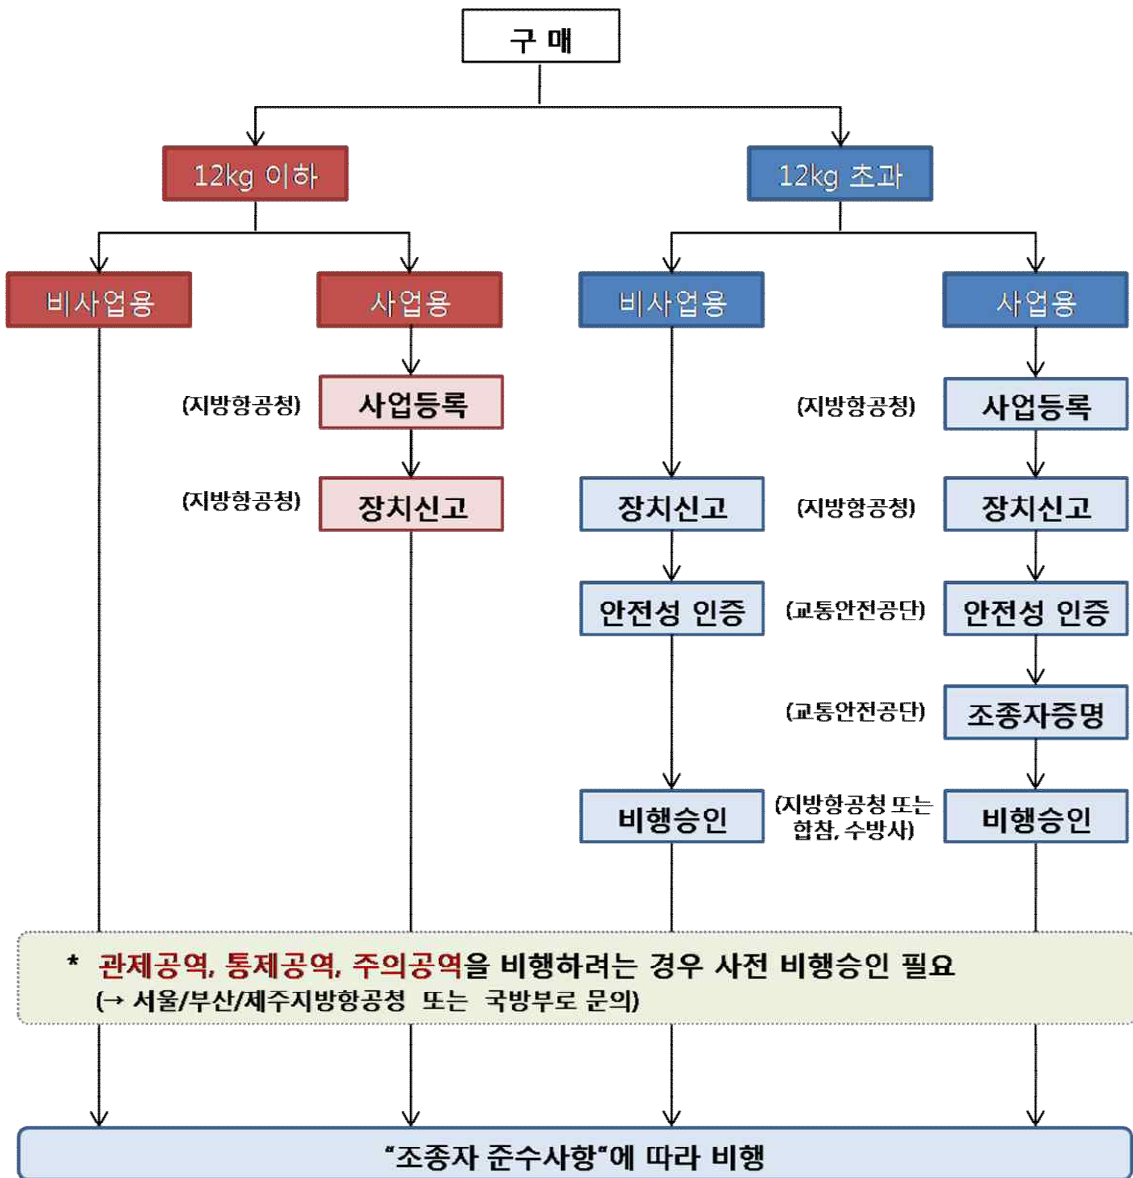 구 매
12kg 이하
12kg 초과
비사업용
사업용
비사업용
사업용
(지방항공청)
사업등록
(지방항공청)
사업등록
(지방항공청)
장치신고
장치신고
(지방항공청)
장치신고
안전성 인증
(교통안전공단)
안전성 인증
(교통안전공단)
조종자증명
비행승인
(지방항공청 또는
합참, 수방사)
비행승인
* 관제공역, 통제공역, 주의공역을 비행하려는 경우 사전 비행승인 필요
(→ 서울/부산/제주지방항공청 또는 국방부로 문의)
"조종자 준수사항"에 따라 비행